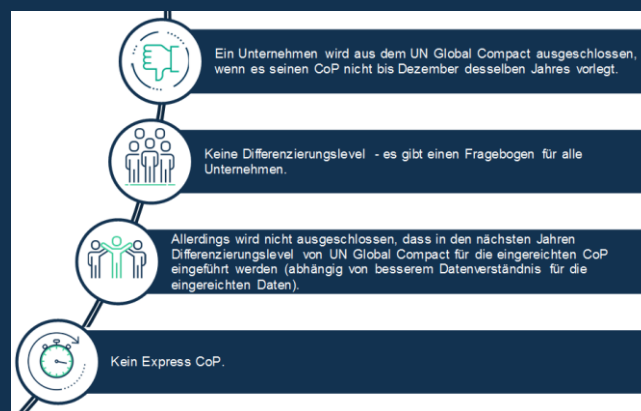 Ein Unternehmen wird aus dem UN Global Compact ausgeschlossen,
wenn es seinen CoP nicht bis Dezember desselben Jahres vorlegt.
Keine Differenzierungslevel - es gibt einen Fragebogen für alle
Unternehmen.
Allerdings wird nicht ausgeschlossen, dass in den nächsten Jahren
Differenzierungslevel von UN Global Compact für die eingereichten CoP
eingeführt werden (abhängig von besserem Datenverständnis für die
eingereichten Daten).
Kein Express CoP.